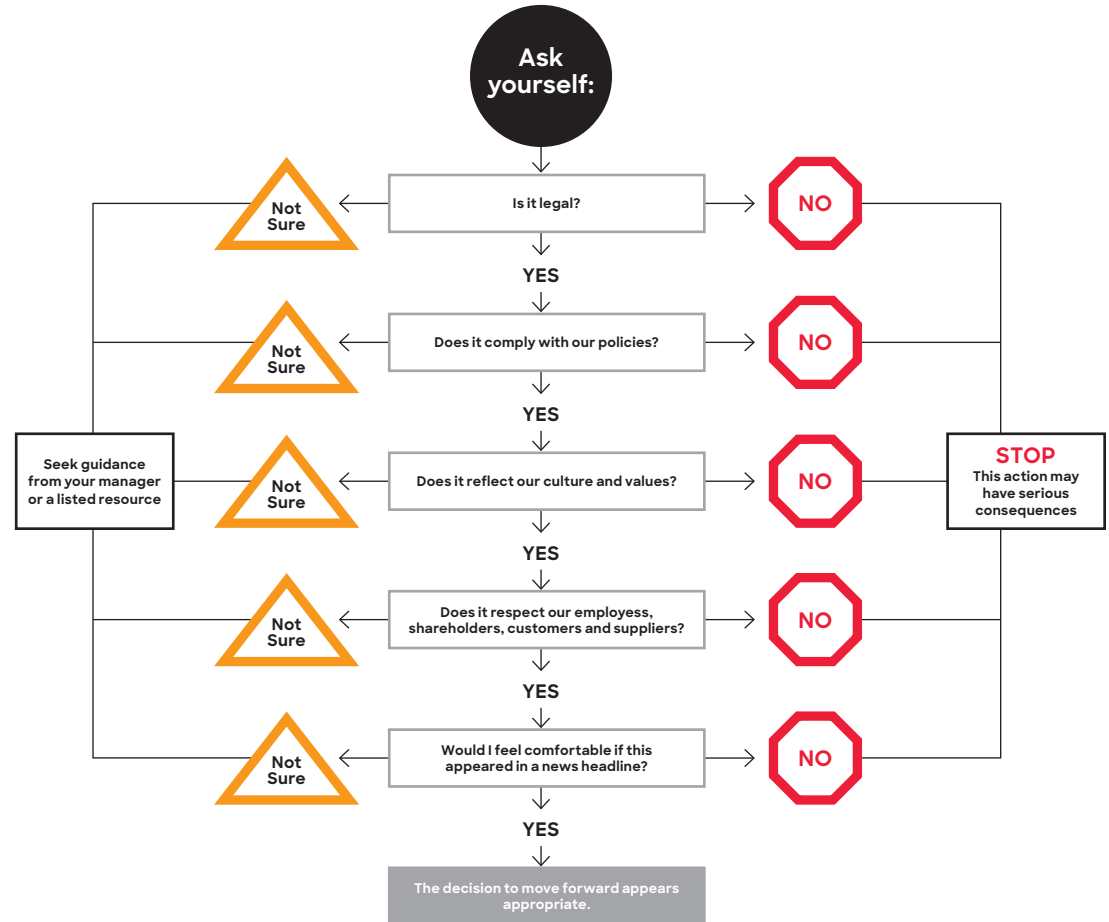 Ask
yourself:
Not
Sure
Is it legal?
NO
YES
Not
Sure
Does it comply with our policies?
NO
YES
Seek guidance
from your manager
or a listed resource
Not
Sure
Does it reflect our culture and values?
NO
STOP
This action may
have serious
consequences
YES
Not
Sure
Does it respect our employess,
shareholders, customers and suppliers?
NO
YES
Not
Sure
Would I feel comfortable if this
appeared in a news headline?
NO
YES
The decision to move forward appears
appropriate.